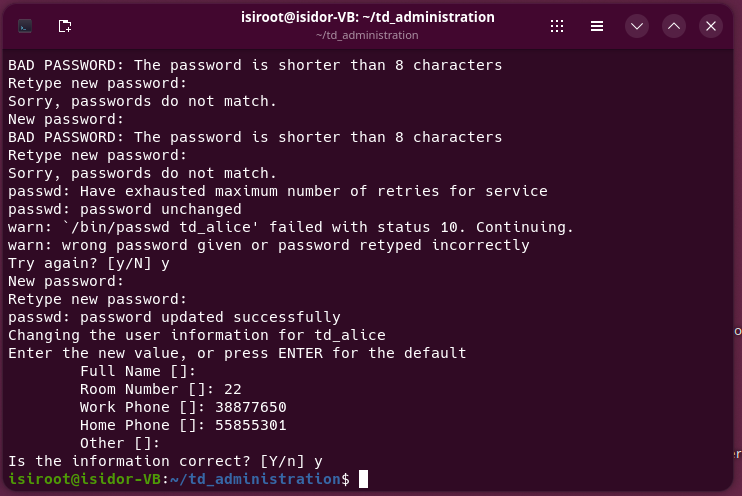 isiroot@isidor-VB: ~/td_administration
~/td_administration
BAD PASSWORD: The password is shorter than 8 characters
Retype new password:
Sorry, passwords do not match.
New password:
BAD PASSWORD: The password is shorter than 8 characters
Retype new password:
Sorry, passwords do not match.
passwd: Have exhausted maximum number of retries for service
passwd: password unchanged
warn: `/bin/passwd td_alice' failed with status 10. Continuing.
warn: wrong password given or password retyped incorrectly
Try again? [y/N] y
New password:
Retype new password:
passwd: password updated successfully
Changing the user information for td_alice
Enter the new value, or press ENTER for the default
Full Name []:
Room Number []: 22
Work Phone []: 38877650
Home Phone []: 55855301
Other []:
Is the information correct? [Y/n] y
isiroot@isidor-VB:~/td_administration$